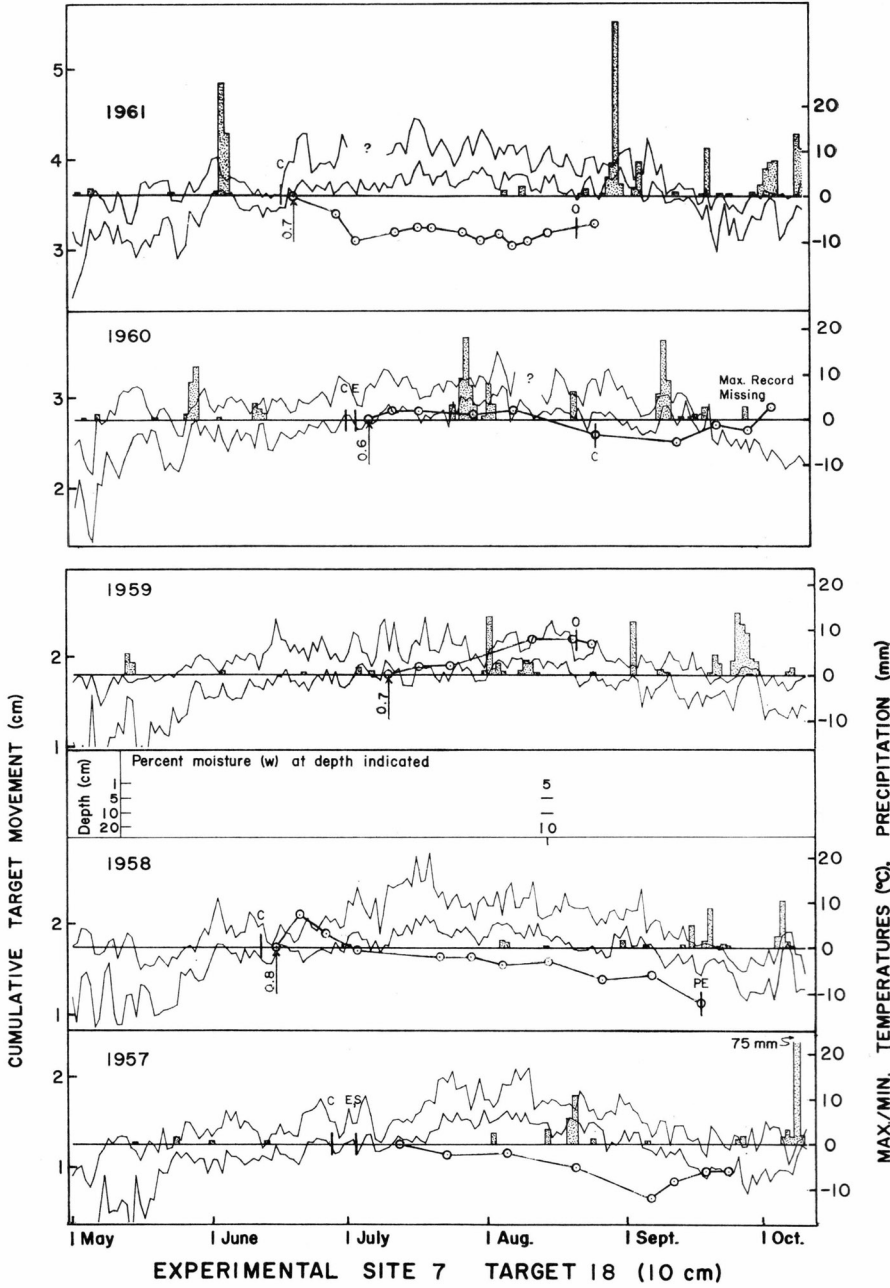 5
1961
20
C
?
10
4
0
0.7
O
3
-10
1960
20
Max. Record
Missing
?
3
C E
10
0
0.6
C
2
-10
1959
20
O
10
2
0
0.7
-10
1
Depth (cm)
Percent moisture (w) at depth indicated
1
5
5
—
10
—
20
10
1958
20
C
10
2
0
0.8
PE
1
-10
75 mm
1957
20
2
C
E,S
10
0
1
-10
1 May
1 June
1 July
1 Aug.
1 Sept.
1 Oct.
CUMULATIVE TARGET MOVEMENT (cm)
MAX./MIN. TEMPERATURES (°C), PRECIPITATION (mm)
EXPERIMENTAL SITE 7 TARGET 18 (10 cm)